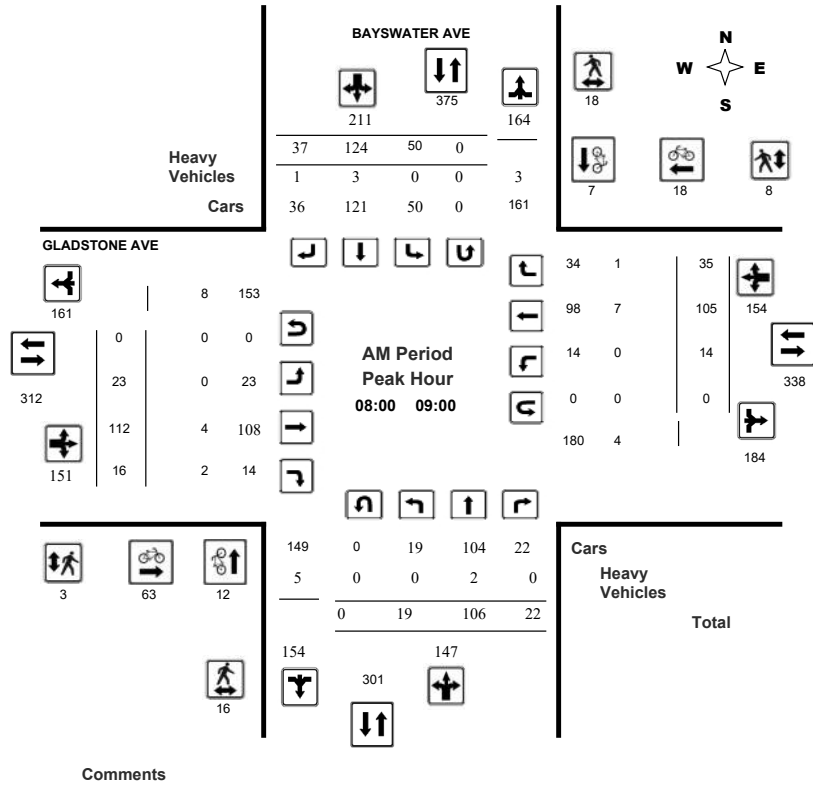 BAYSWATER AVE
N
W E
S
375
18
211 164
37 124 50 0
Heavy
Vehicles
1 3 0 0 3
7 18 8
Cars 36 121 50 0 161
GLADSTONE AVE
34 1 35
161 8 153
98 7 105 154
0 0 0
AM Period
14 0 14
Peak Hour
312 23 0 23
338
08:00 09:00
0 0 0
112 4 108
180 4
184
151 16 2 14
149 0 19 104 22 Cars
5 0 0 2 0 Heavy
Vehicles
3 63 12
0 19 106 22
Total
154 147
301
16
Comments